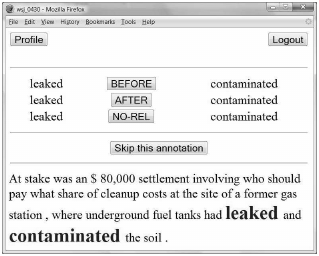 wsj_0430 - Mozilla Firefox
File Edit View History Bookmarks Tools Help
Profile Logout
leaked BEFORE contaminated
leaked AFTER contaminated
leaked NO-REL contaminated
Skip this annotation
At stake was an $ 80,000 settlement involving who should
pay what share of cleanup costs at the site of a former gas
station , where underground fuel tanks had leaked and
contaminated the soil .